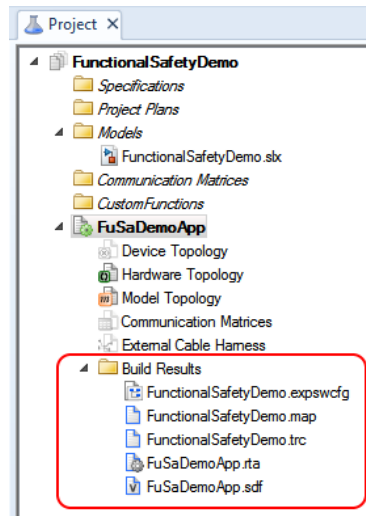 Project
FunctionalSafetyDemo
Specifications
Project Plans
Models
FunctionalSafetyDemo.slx
Communication Matrices
CustomFunctions
FuSaDemoApp
Device Topology
Hardware Topology
Model Topology
Communication Matrices
External Cable Harness
Build Results
FunctionalSafetyDemo.expswcfg
FunctionalSafetyDemo.map
FunctionalSafetyDemo.trc
FuSaDemoApp.rta
FuSaDemoApp.sdf